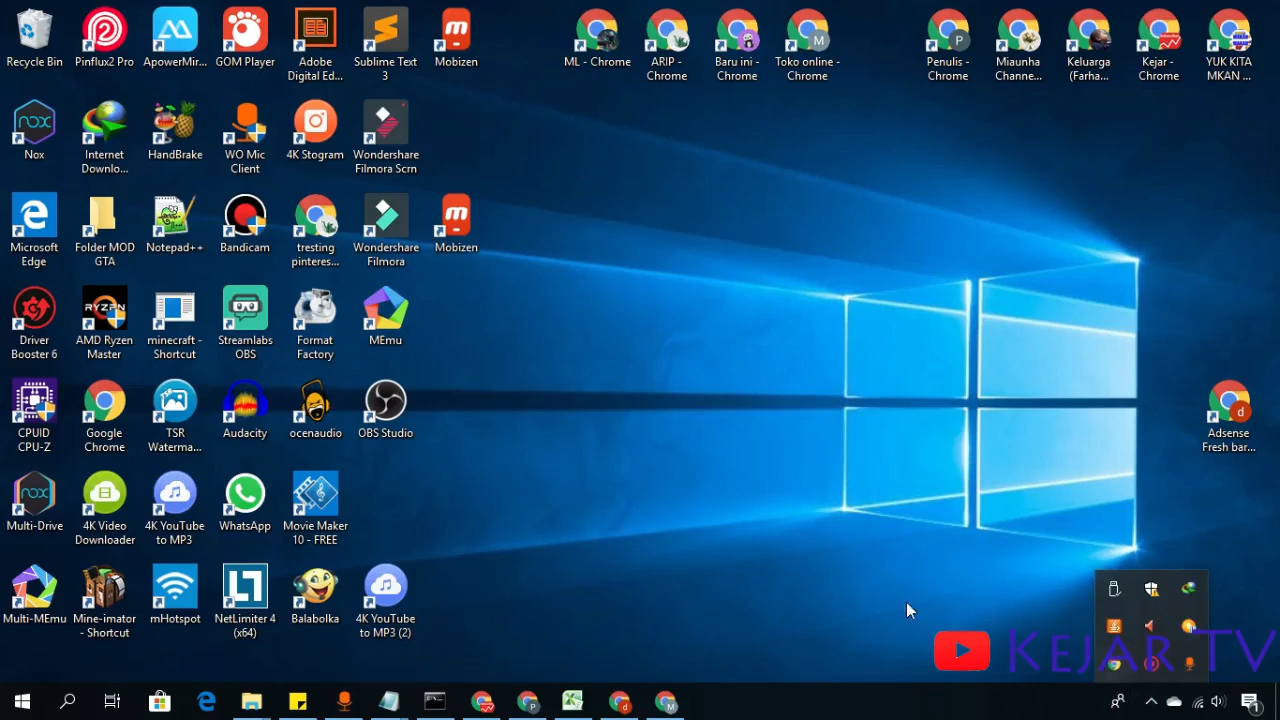 Recycle Bin
Pinflux2 Pro
ApowerMir...
GOM Player
Adobe
Digital Ed...
Sublime Text
3
Mobizen
ML - Chrome
ARIP -
Chrome
Baru ini -
Chrome
Toko online -
Chrome
Penulis -
Chrome
Miaunha
Channe...
Keluarga
(Farha...
Kejar -
Chrome
YUK KITA
MKAN ...
Nox
Internet
Downlo...
HandBrake
WO Mic
Client
4K Stogram
Wondershare
Filmora Scrn
Microsoft
Edge
Folder MOD
GTA
Notepad++
Bandicam
tresting
pinteres...
Wondershare
Filmora
Mobizen
Driver
Booster 6
RYZEN
AMD Ryzen
Master
minecraft -
Shortcut
Streamlabs
OBS
Format
Factory
MEmu
CPUID
CPU-Z
Google
Chrome
TSR
Waterma...
Audacity
ocenaudio
OBS Studio
Adsense
Fresh bar...
Multi-Drive
4K Video
Downloader
4K YouTube
to MP3
WhatsApp
Movie Maker
10 - FREE
Multi-MEmu
Mine-imator
- Shortcut
mHotspot
NetLimiter 4
(x64)
Balabolka
4K YouTube
to MP3 (2)
KEJAR.TV